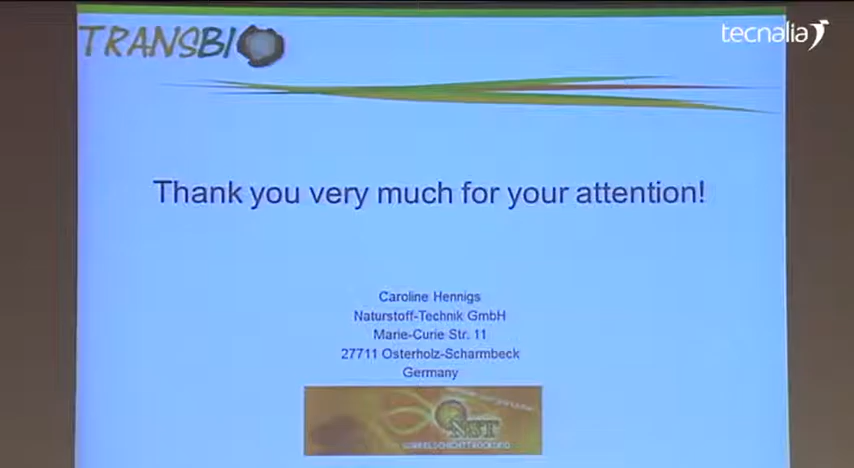 TRANSBIO
tecnalia
Thank you very much for your attention!
Caroline Hennigs
Naturstoff-Technik GmbH
Marie-Curie Str. 11
27711 Osterholz-Scharmbeck
Germany
NST